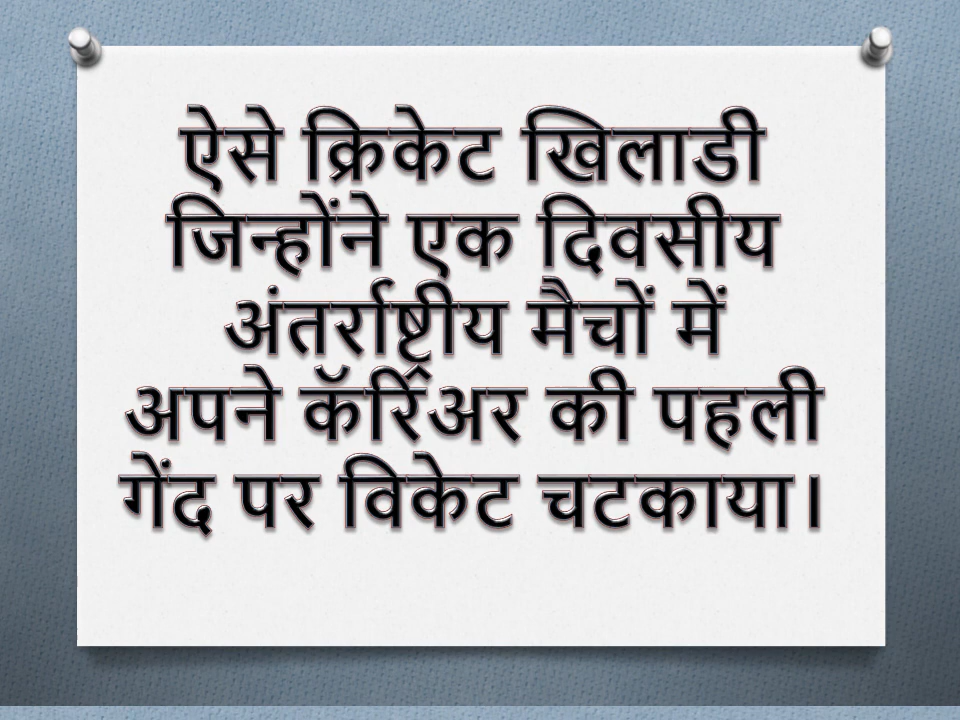 ऐसे क्रिकेट खिलाडी
जिन्होंने एक दिवसीय
अंतर्राष्ट्रीय मैचों में
अपने कॅरिअर की पहली
गेंद पर विकेट चटकाया।